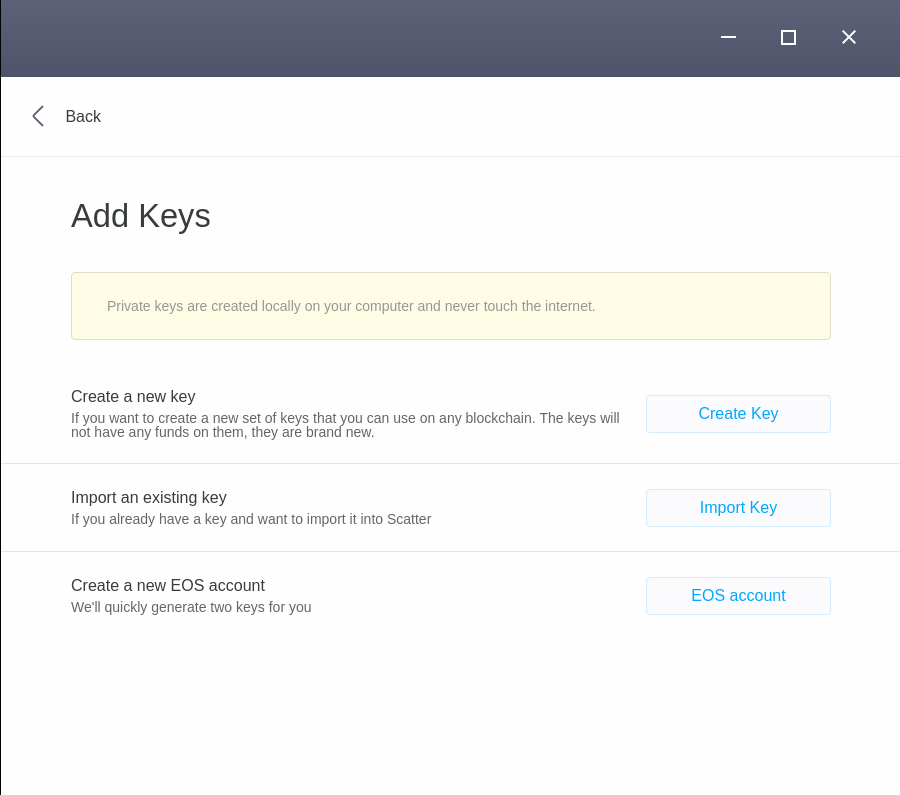 Back
Add Keys
Private keys are created locally on your computer and never touch the internet.
Create a new key
If you want to create a new set of keys that you can use on any blockchain. The keys will
not have any funds on them, they are brand new.
Create Key
Import an existing key
If you already have a key and want to import it into Scatter
Import Key
Create a new EOS account
We'll quickly generate two keys for you
EOS account